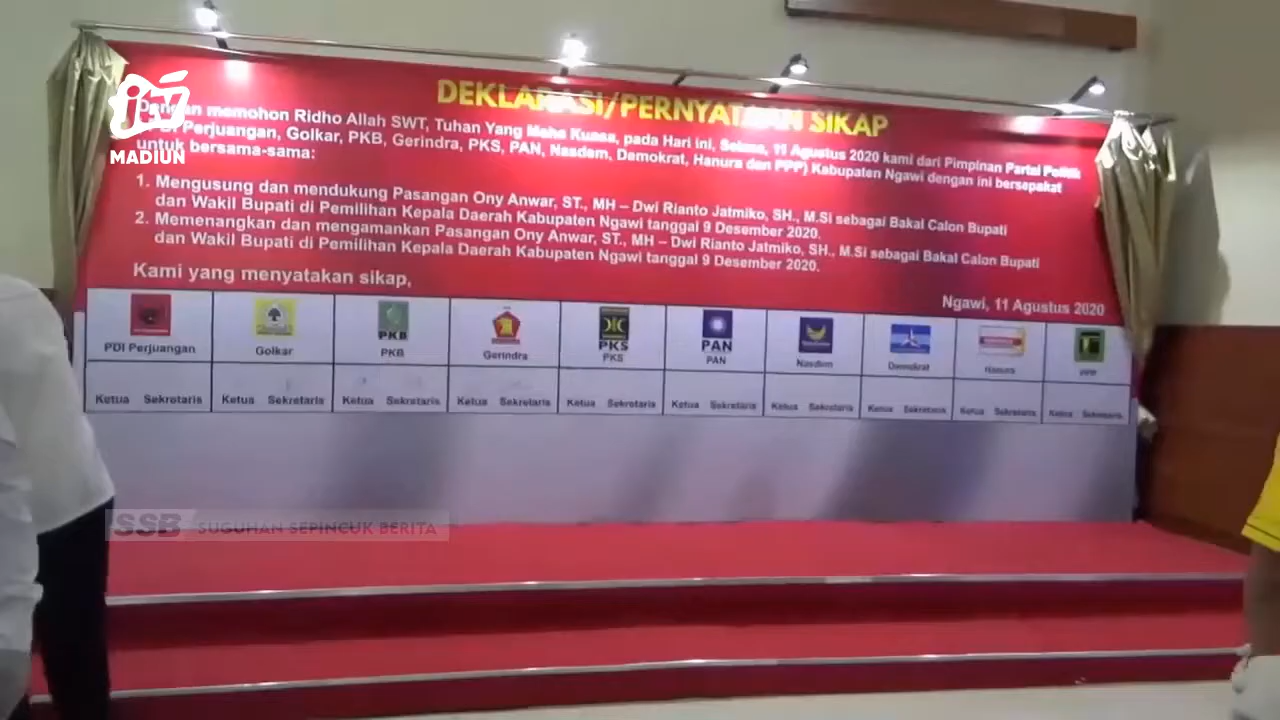 jtv
MADIUN
DEKLARASI/PERNYATAAN SIKAP
Dengan memohon Ridho Allah SWT, Tuhan Yang Maha Kuasa, pada Hari ini, Selasa, 11 Agustus 2020 kami dari Pimpinan Partai Politik
Perjuangan, Golkar, PKB, Gerindra, PKS, PAN, Nasdem, Demokrat, Hanura dan PPP) Kabupaten Ngawi dengan ini bersepakat
untuk bersama-sama:
1. Mengusung dan mendukung Pasangan Ony Anwar, ST., MH – Dwi Rianto Jatmiko, SH., M.Si sebagai Bakal Calon Bupati
dan Wakil Bupati di Pemilihan Kepala Daerah Kabupaten Ngawi tanggal 9 Desember 2020.
2. Memenangkan dan mengamankan Pasangan Ony Anwar, ST., MH – Dwi Rianto Jatmiko, SH., M.Si sebagai Bakal Calon Bupati
dan Wakil Bupati di Pemilihan Kepala Daerah Kabupaten Ngawi tanggal 9 Desember 2020.
Kami yang menyatakan sikap,
Ngawi, 11 Agustus 2020
PKB PKS PAN
PDI Perjuangan Golkar PKB Gerindra PKS PAN Nasdem Demokrat Hanura PPP
Ketua Sekretaris Ketua Sekretaris Ketua Sekretaris Ketua Sekretaris Ketua Sekretaris Ketua Sekretaris Ketua Sekretaris Ketua Sekretaris Ketua Sekretaris Ketua Sekretaris
SSB SUGUHAN SEPINCUK BERITA